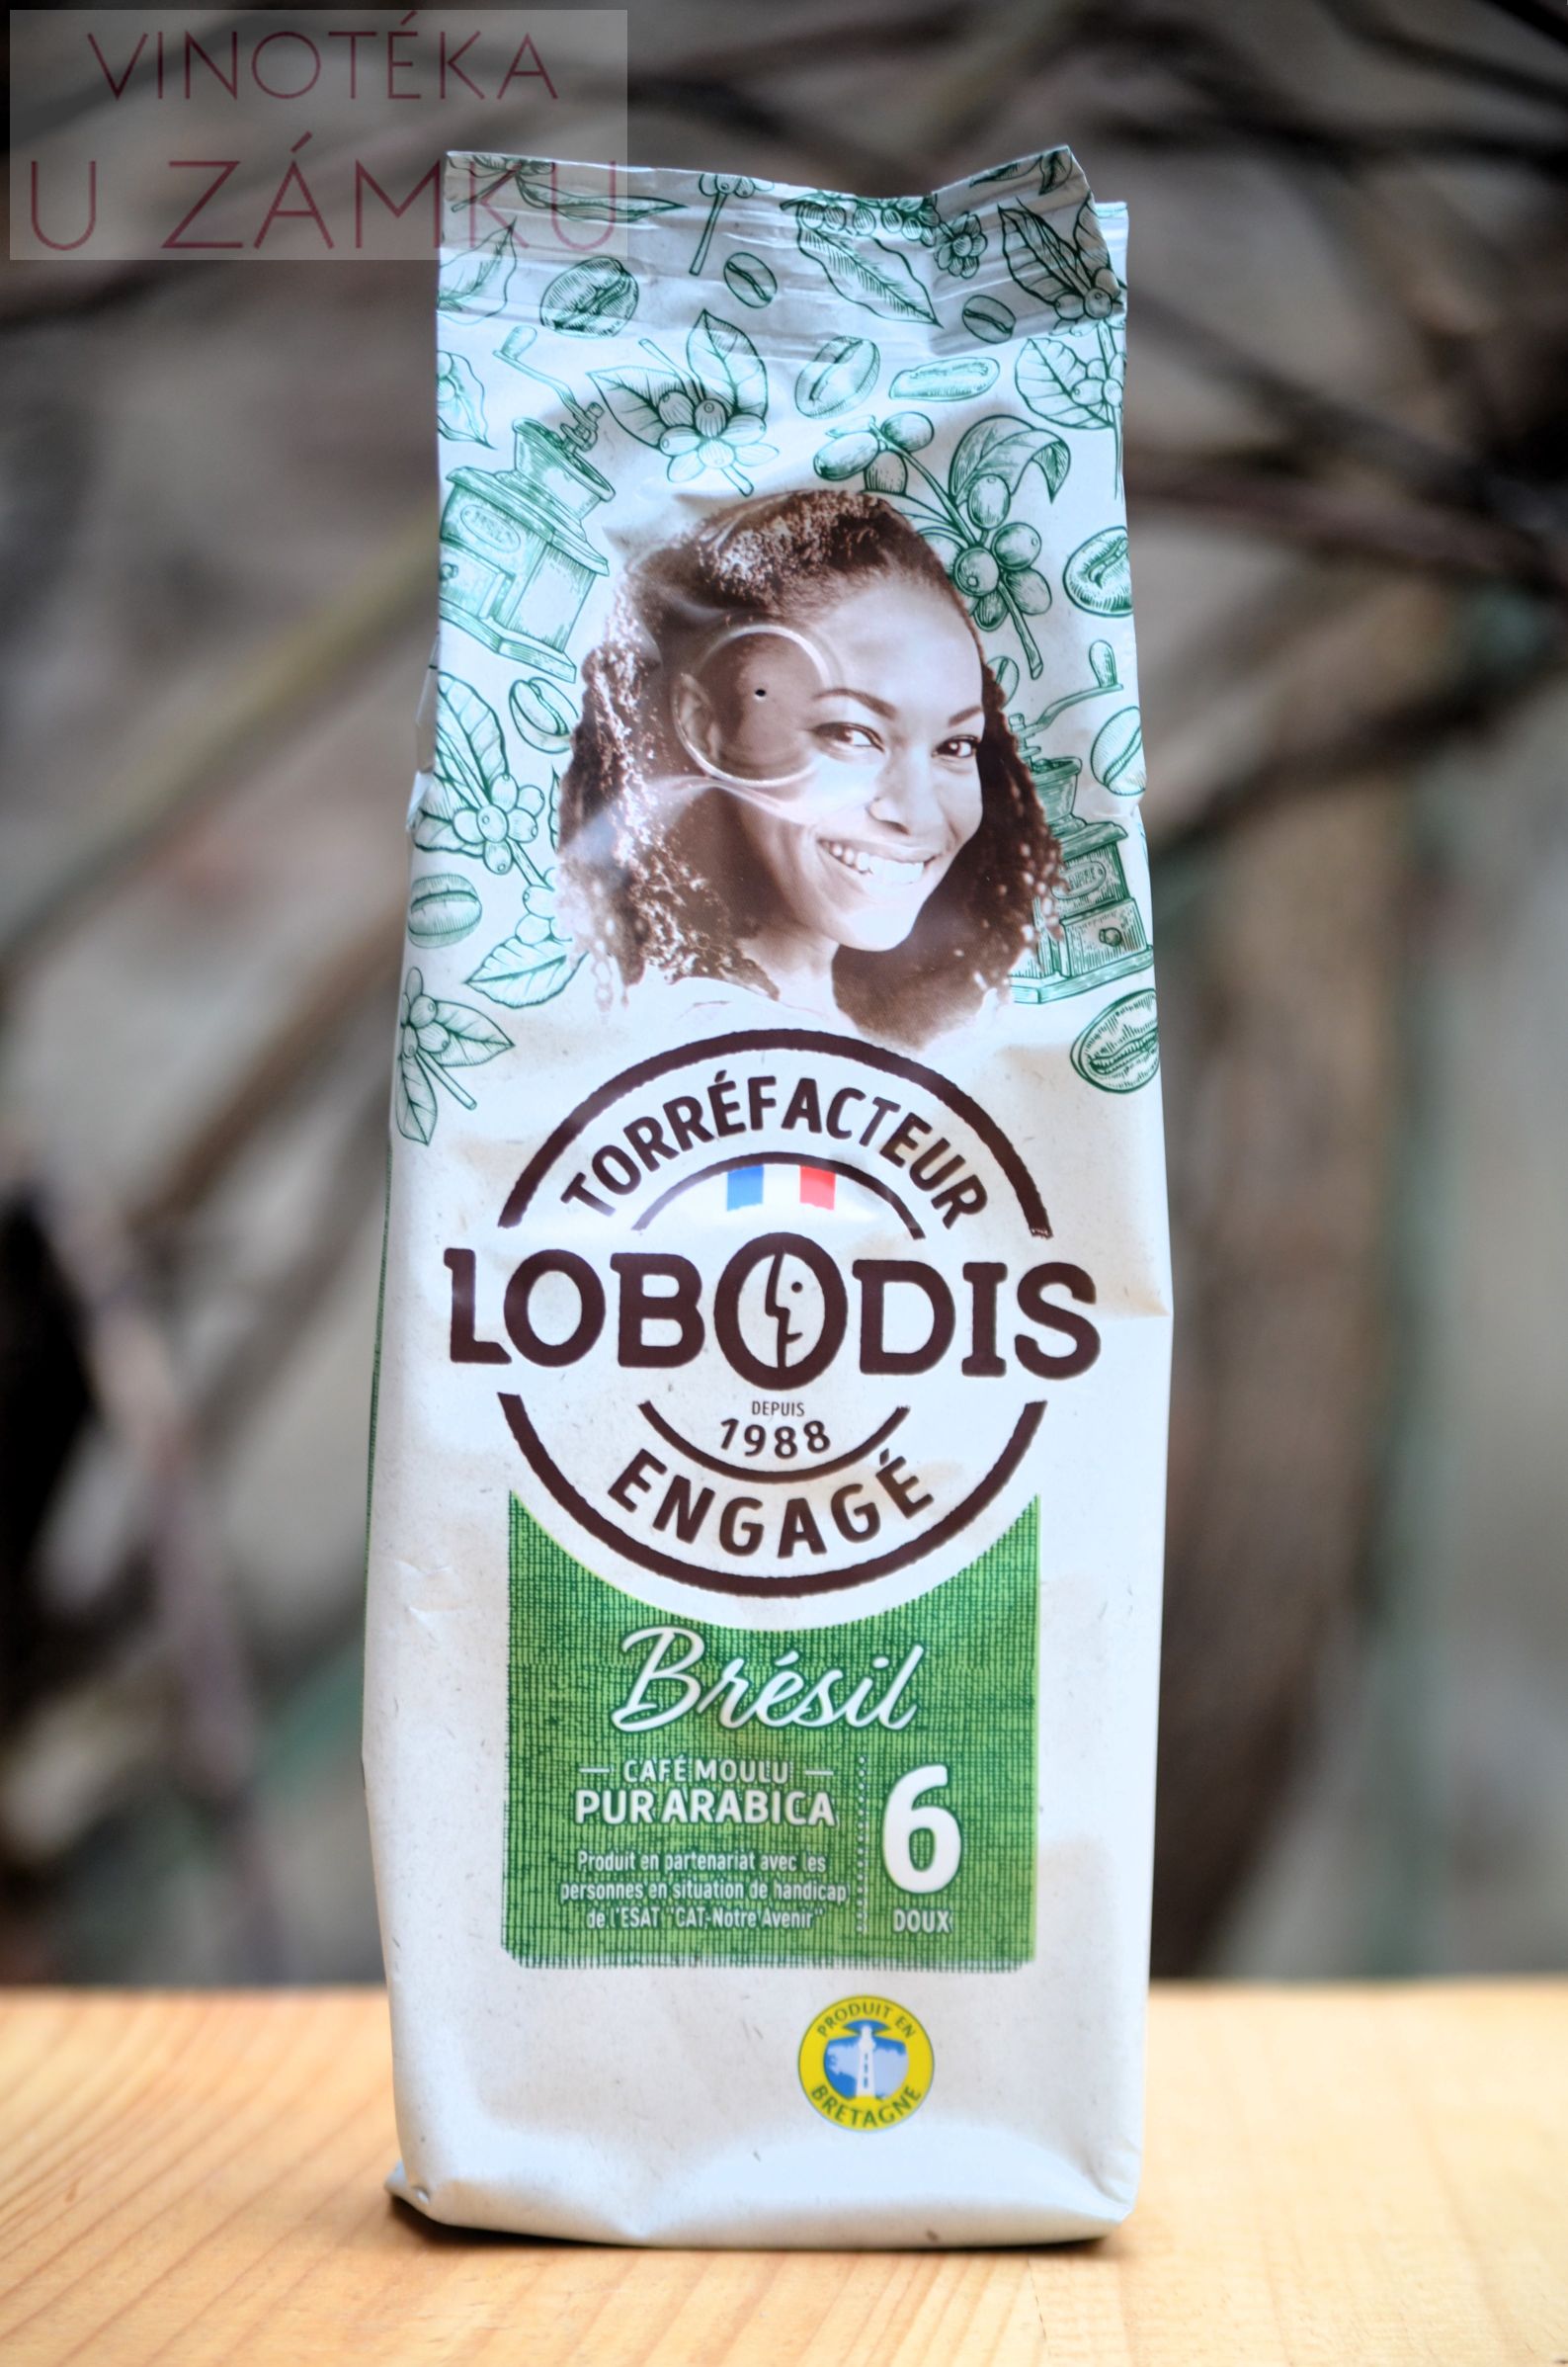 VINOTÉKA
U ZÁMKU
TORRÉFACTEUR
LOBODIS
DEPUIS
1988
ENGAGÉ
Brésil
CAFÉ MOULU
PUR ARABICA
6
DOUX
Produit en partenariat avec les
personnes en situation de handicap
de l'ESAT "CAT-Notre Avenir"
PRODUIT EN
BRETAGNE